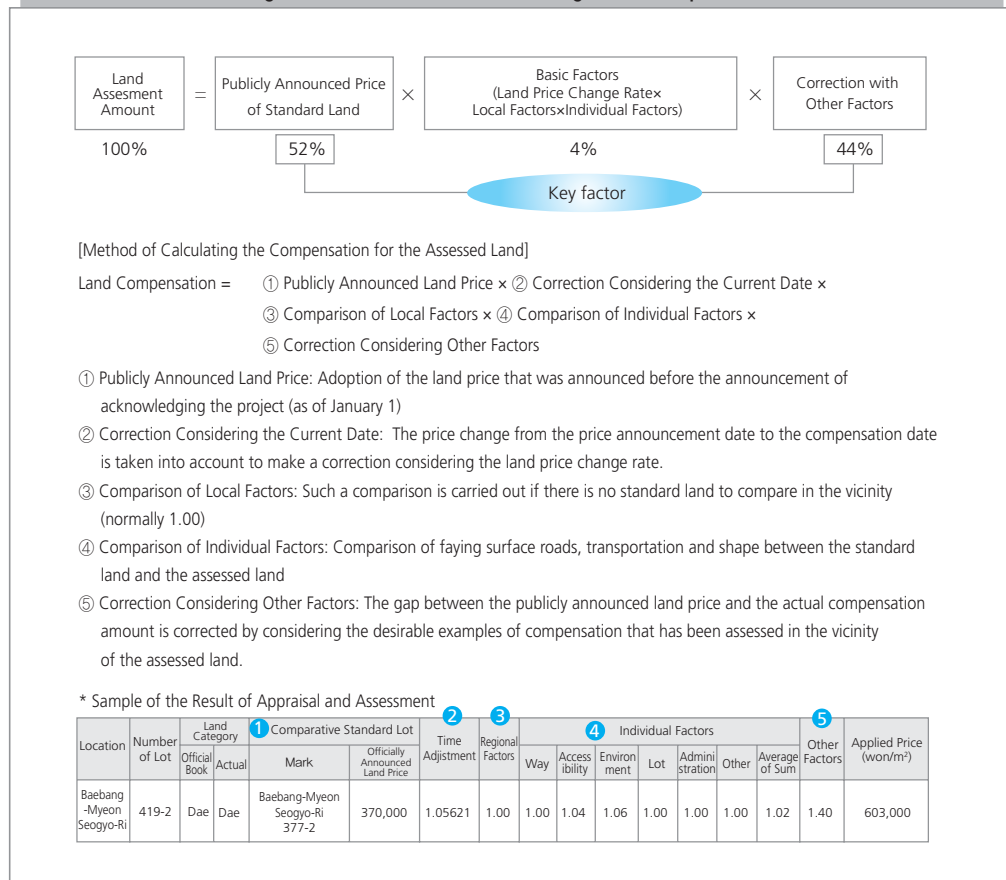 Land
Assesment
Amount
=
Publicly Announced Price
of Standard Land
×
Basic Factors
(Land Price Change Rate×
Local Factors×Individual Factors)
×
Correction with
Other Factors
100%
52%
4%
44%
Key factor
[Method of Calculating the Compensation for the Assessed Land]
Land Compensation = ① Publicly Announced Land Price × ② Correction Considering the Current Date ×
③ Comparison of Local Factors × ④ Comparison of Individual Factors ×
⑤ Correction Considering Other Factors
① Publicly Announced Land Price: Adoption of the land price that was announced before the announcement of
acknowledging the project (as of January 1)
② Correction Considering the Current Date: The price change from the price announcement date to the compensation date
is taken into account to make a correction considering the land price change rate.
③ Comparison of Local Factors: Such a comparison is carried out if there is no standard land to compare in the vicinity
(normally 1.00)
④ Comparison of Individual Factors: Comparison of faying surface roads, transportation and shape between the standard
land and the assessed land
⑤ Correction Considering Other Factors: The gap between the publicly announced land price and the actual compensation
amount is corrected by considering the desirable examples of compensation that has been assessed in the vicinity
of the assessed land.
* Sample of the Result of Appraisal and Assessment
Location
Number
of Lot
Land
Category
Official
Book
Actual
❶ Comparative Standard Lot
Mark
Officially
Announced
Land Price
❷
Time
Adjistment
❸
Regional
Factors
❹ Individual Factors
Way
Access
ibility
Environ
ment
Lot
Admini
stration
Other
Average
of Sum
❺
Other
Factors
Applied Price
(won/m²)
Baebang
-Myeon
Seogyo-Ri
419-2
Dae
Dae
Baebang-Myeon
Seogyo-Ri
377-2
370,000
1.05621
1.00
1.00
1.04
1.06
1.00
1.00
1.00
1.02
1.40
603,000